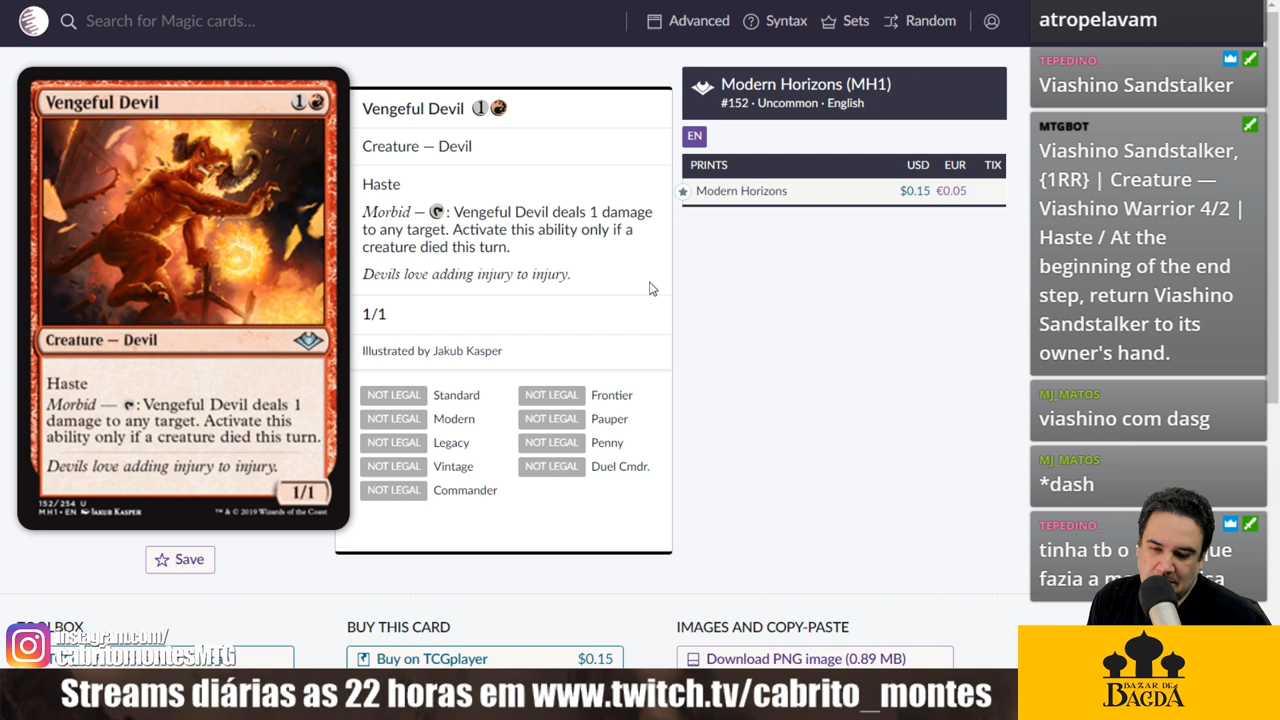 Search for Magic cards...
Advanced
Syntax
Sets
Random
Vengeful Devil 1
Creature — Devil
Haste
Morbid — : Vengeful Devil deals 1
damage to any target. Activate this
ability only if a creature died this turn.
Devils love adding injury to injury.
1/1
152/254 U
MH1 • EN JAKUB KASPER
™ & © 2019 Wizards of the Coast
Save
Vengeful Devil 1
Creature — Devil
Haste
Morbid — : Vengeful Devil deals 1 damage
to any target. Activate this ability only if a
creature died this turn.
Devils love adding injury to injury.
1/1
Illustrated by Jakub Kasper
NOT LEGAL Standard NOT LEGAL Frontier
NOT LEGAL Modern NOT LEGAL Pauper
NOT LEGAL Legacy NOT LEGAL Penny
NOT LEGAL Vintage NOT LEGAL Duel Cmdr.
NOT LEGAL Commander
Modern Horizons (MH1)
#152 · Uncommon · English
EN
PRINTS USD EUR TIX
Modern Horizons $0.15 €0.05
atropelavam
TEPEDINO
Viashino Sandstalker
MTGBOT
Viashino Sandstalker,
{1RR} | Creature —
Viashino Warrior 4/2 |
Haste / At the
beginning of the end
step, return Viashino
Sandstalker to its
owner's hand.
MJ_MATOS
viashino com dasg
MJ_MATOS
*dash
TEPEDINO
tinha tb o que
fazia a
BUY THIS CARD
Buy on TCGplayer $0.15
IMAGES AND COPY-PASTE
Download PNG image (0.89 MB)
instagram.com/
cabritomontesMTG
Streams diárias as 22 horas em www.twitch.tv/cabrito_montes
BAZAR DE
BAGDÁ